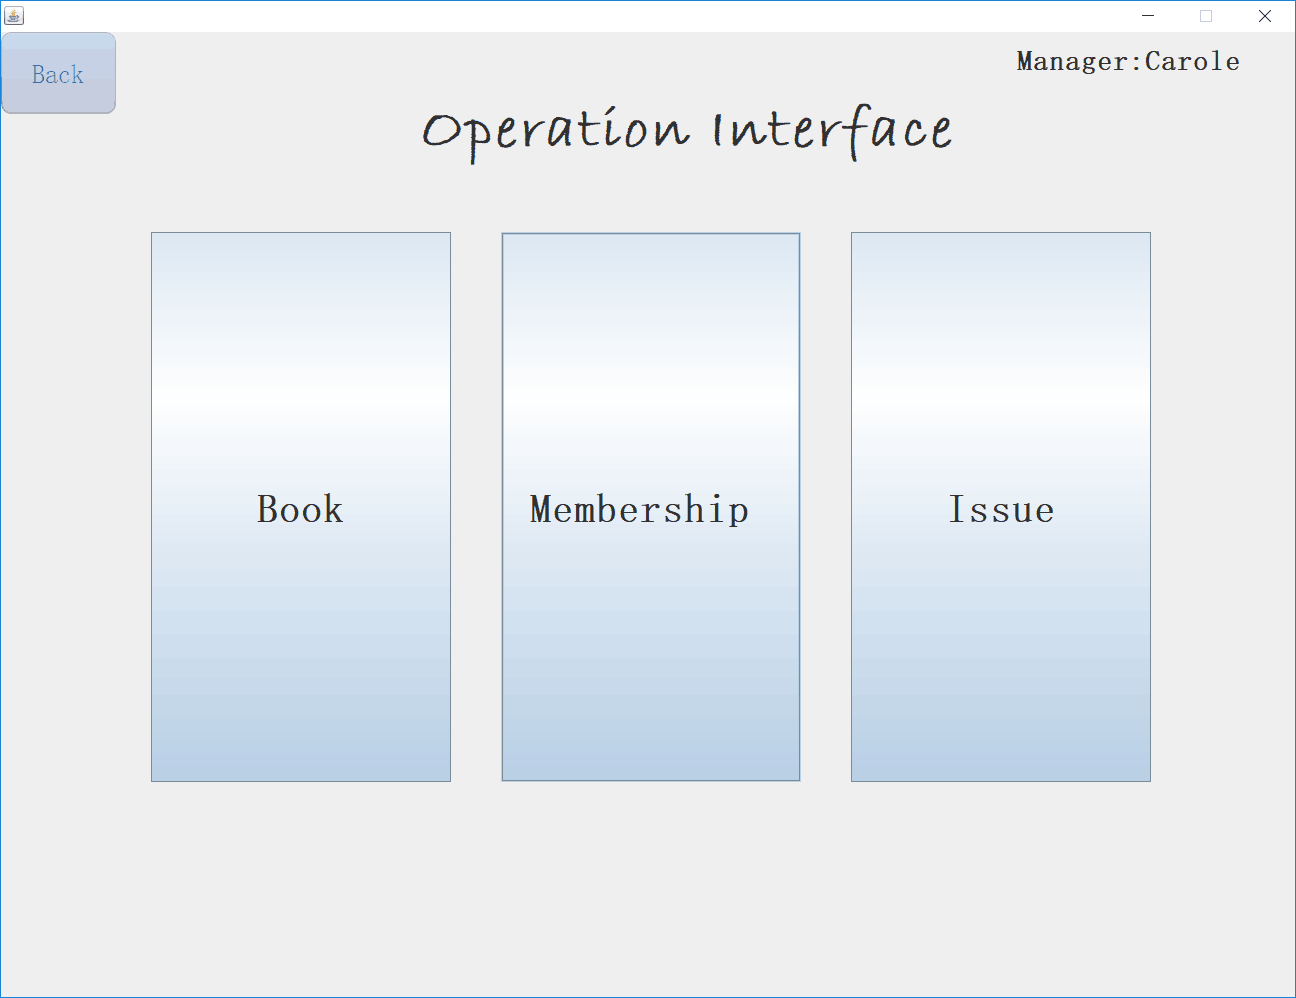 Back
Manager:Carole
Operation Interface
Book
Membership
Issue